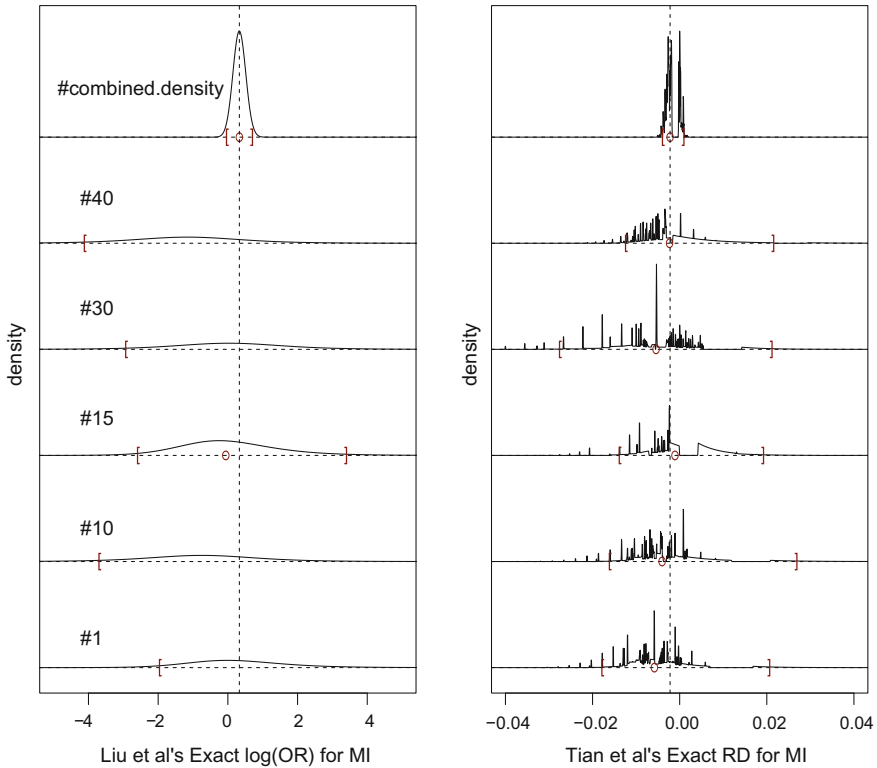 #combined.density
#40
#30
#15
#10
#1
density
−4 −2 0 2 4
Liu et al's Exact log(OR) for MI
density
−0.04 −0.02 0.00 0.02 0.04
Tian et al's Exact RD for MI